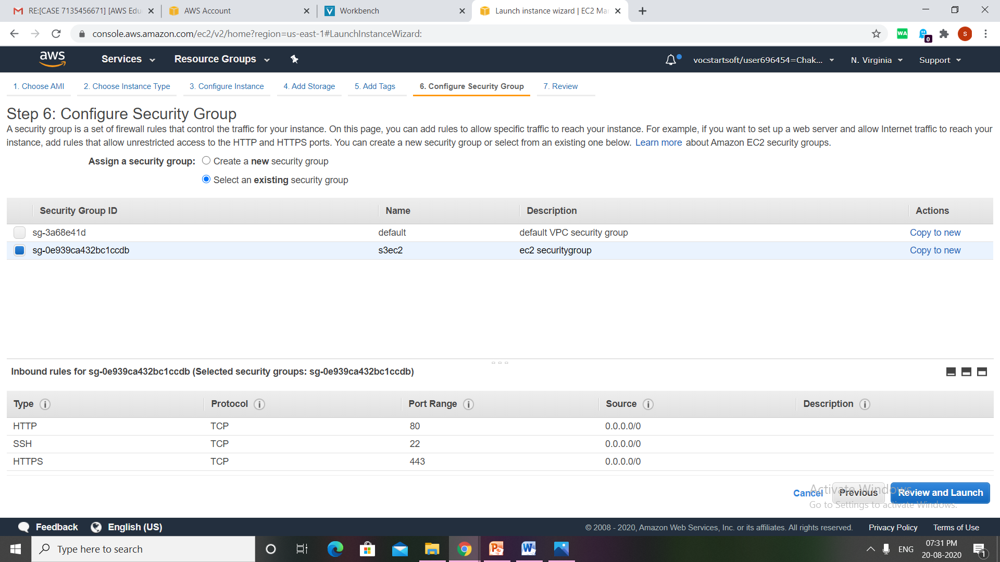 RE:[CASE 7135456671] [AWS Edu
AWS Account
Workbench
Launch instance wizard | EC2 Ma
console.aws.amazon.com/ec2/v2/home?region=us-east-1#LaunchInstanceWizard:
WA
0
S
aws
Services
Resource Groups
vocstartsoft/user696454=Chak...
N. Virginia
Support
1. Choose AMI
2. Choose Instance Type
3. Configure Instance
4. Add Storage
5. Add Tags
6. Configure Security Group
7. Review
Step 6: Configure Security Group
A security group is a set of firewall rules that control the traffic for your instance. On this page, you can add rules to allow specific traffic to reach your instance. For example, if you want to set up a web server and allow Internet traffic to reach your
instance, add rules that allow unrestricted access to the HTTP and HTTPS ports. You can create a new security group or select from an existing one below. Learn more about Amazon EC2 security groups.
Assign a security group: Create a new security group
Select an existing security group
Security Group ID Name Description Actions
sg-3a68e41d default default VPC security group Copy to new
sg-0e939ca432bc1ccdb s3ec2 ec2 securitygroup Copy to new
Inbound rules for sg-0e939ca432bc1ccdb (Selected security groups: sg-0e939ca432bc1ccdb)
Type Protocol Port Range Source Description
HTTP TCP 80 0.0.0.0/0
SSH TCP 22 0.0.0.0/0
HTTPS TCP 443 0.0.0.0/0
Cancel Previous Review and Launch
Activate Windows
Go to Settings to activate Windows.
Feedback English (US)
© 2008 - 2020, Amazon Web Services, Inc. or its affiliates. All rights reserved. Privacy Policy Terms of Use
Type here to search
ENG
07:31 PM
20-08-2020
1